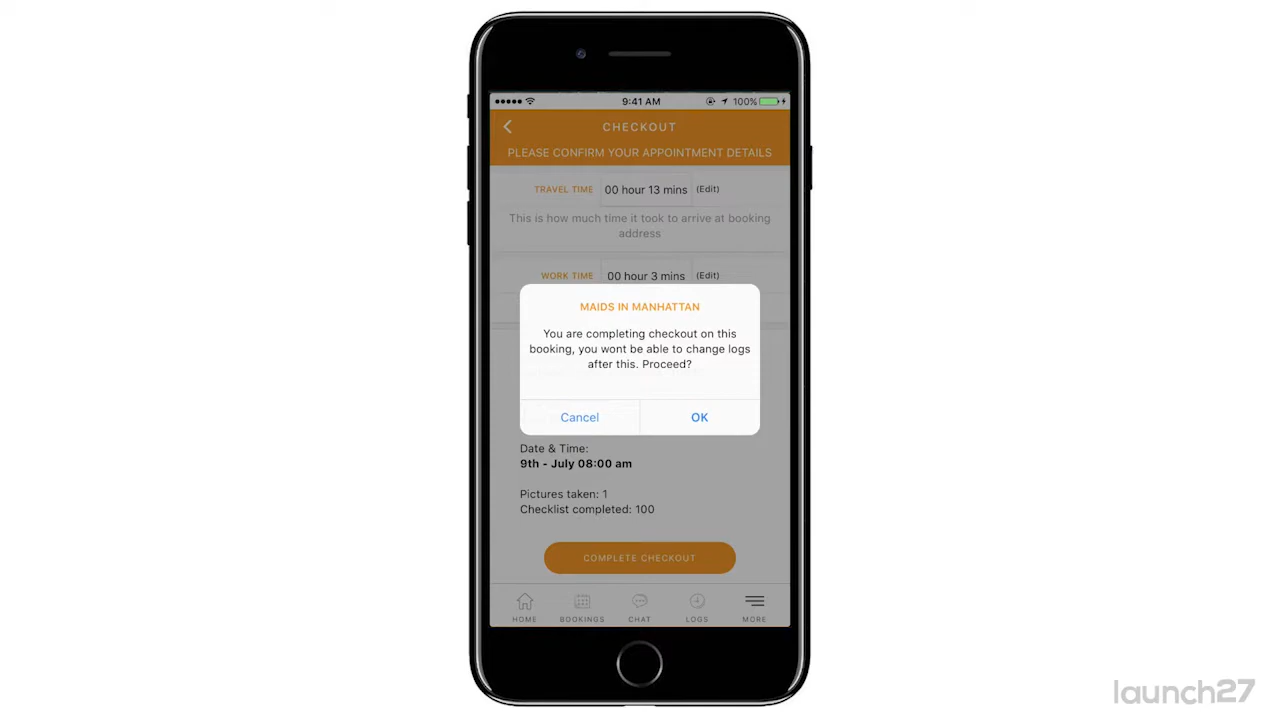 9:41 AM
100%
CHECKOUT
PLEASE CONFIRM YOUR APPOINTMENT DETAILS
TRAVEL TIME 00 hour 13 mins (Edit)
This is how much time it took to arrive at booking
address
WORK TIME 00 hour 3 mins (Edit)
MAIDS IN MANHATTAN
You are completing checkout on this
booking, you wont be able to change logs
after this. Proceed?
Cancel OK
Date & Time:
9th - July 08:00 am
Pictures taken: 1
Checklist completed: 100
COMPLETE CHECKOUT
HOME BOOKINGS CHAT LOGS MORE
launch27